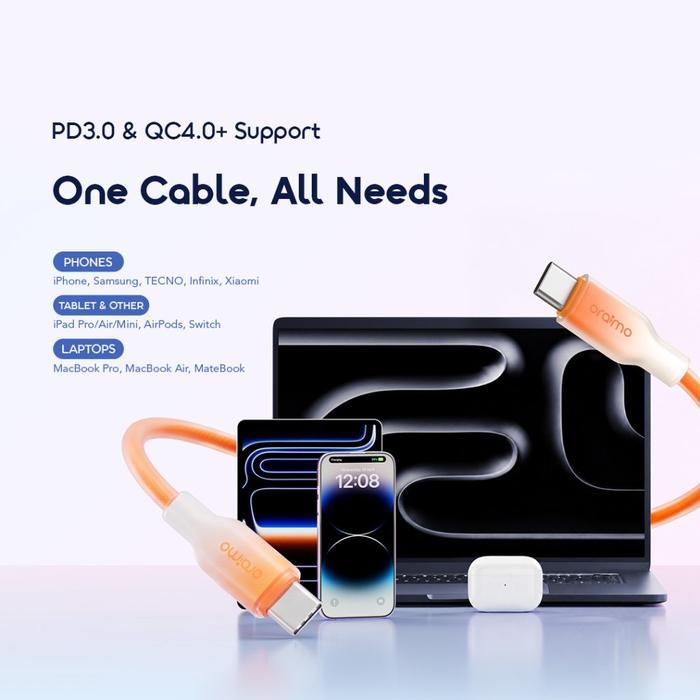 PD3.0 & QC4.0+ Support
One Cable, All Needs
PHONES
iPhone, Samsung, TECNO, Infinix, Xiaomi
TABLET & OTHER
iPad Pro/Air/Mini, AirPods, Switch
LAPTOPS
MacBook Pro, MacBook Air, MateBook
oraimo
12:08
oraimo